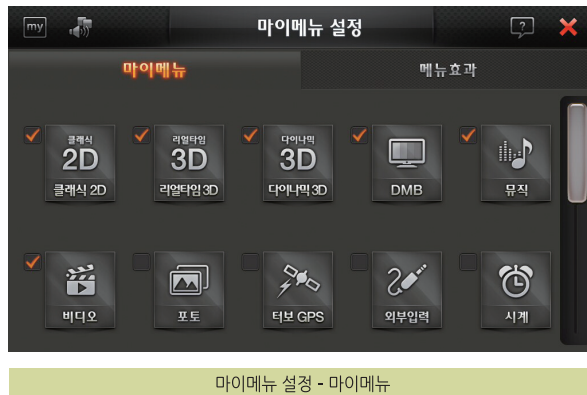 my 마이메뉴 설정 ?
마이메뉴 메뉴효과
클래식 리얼타임 다이나믹
2D 3D 3D
클래식 2D 리얼타임 3D 다이나믹 3D DMB 뮤직
비디오 포토 터보 GPS 외부입력 시계
마이메뉴 설정 - 마이메뉴